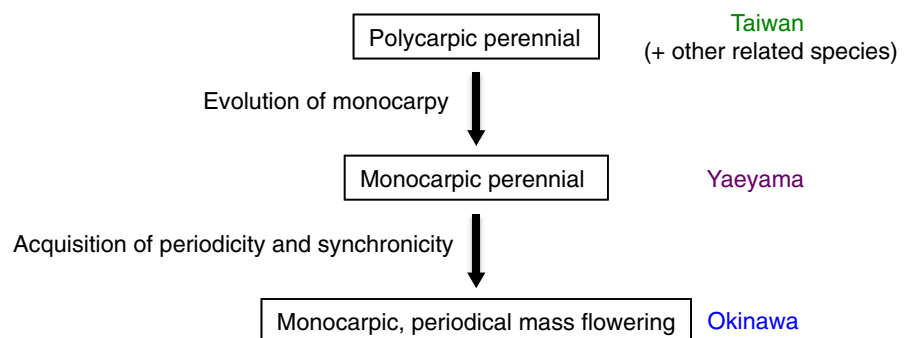 Polycarpic perennial
Taiwan
(+ other related species)
Evolution of monocarpy
Monocarpic perennial
Yaeyama
Acquisition of periodicity and synchronicity
Monocarpic, periodical mass flowering
Okinawa